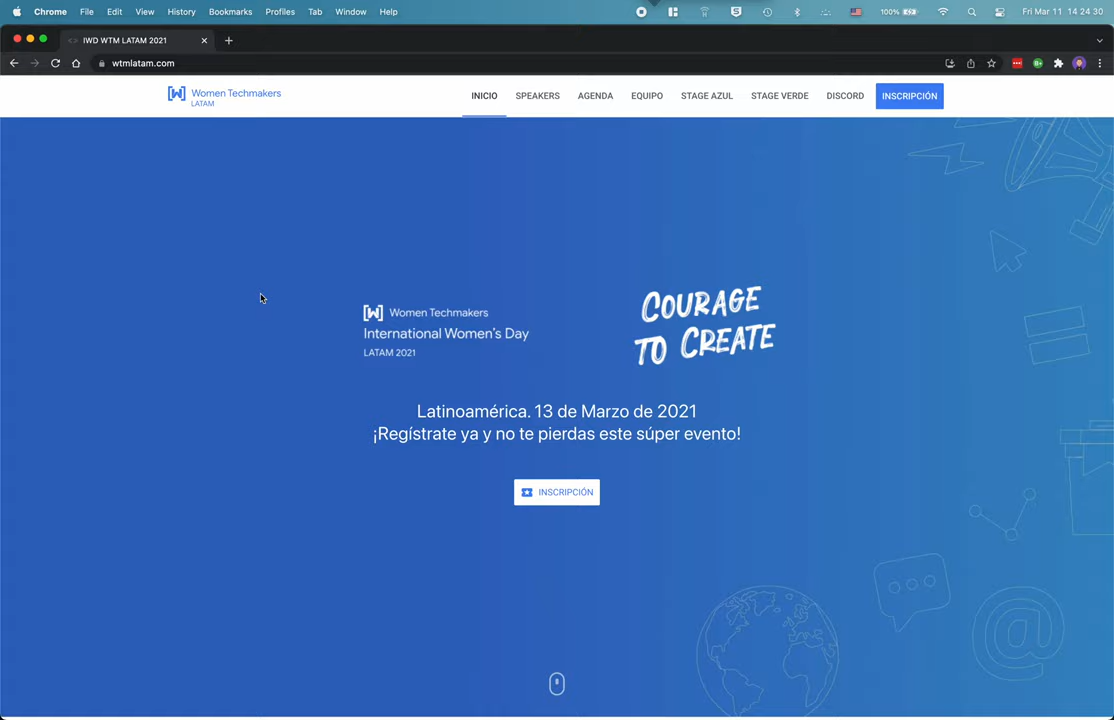 Chrome File Edit View History Bookmarks Profiles Tab Window Help 100% Fri Mar 11 14 24 30
IWD WTM LATAM 2021
wtmlatam.com
Women Techmakers
LATAM
INICIO SPEAKERS AGENDA EQUIPO STAGE AZUL STAGE VERDE DISCORD INSCRIPCIÓN
Women Techmakers
International Women's Day
LATAM 2021
COURAGE
TO CREATE
Latinoamérica. 13 de Marzo de 2021
¡Regístrate ya y no te pierdas este súper evento!
INSCRIPCIÓN